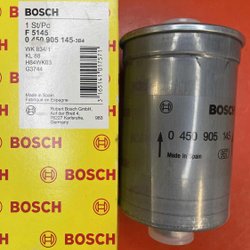 BOSCH
1 St/Pc
F 5145
0 450 905 145-384
WK 834/1
KL 88
H84WK03
G3744
Made in Spain
Fabriqué en Espagne
Robert Bosch GmbH,
Auf der Breit 4,
76227 Karlsruhe,
Germany
983
BOSCH
BOSCH
BOSCH
BOSCH
0 450 905 145
Made in Spain
BOSCH